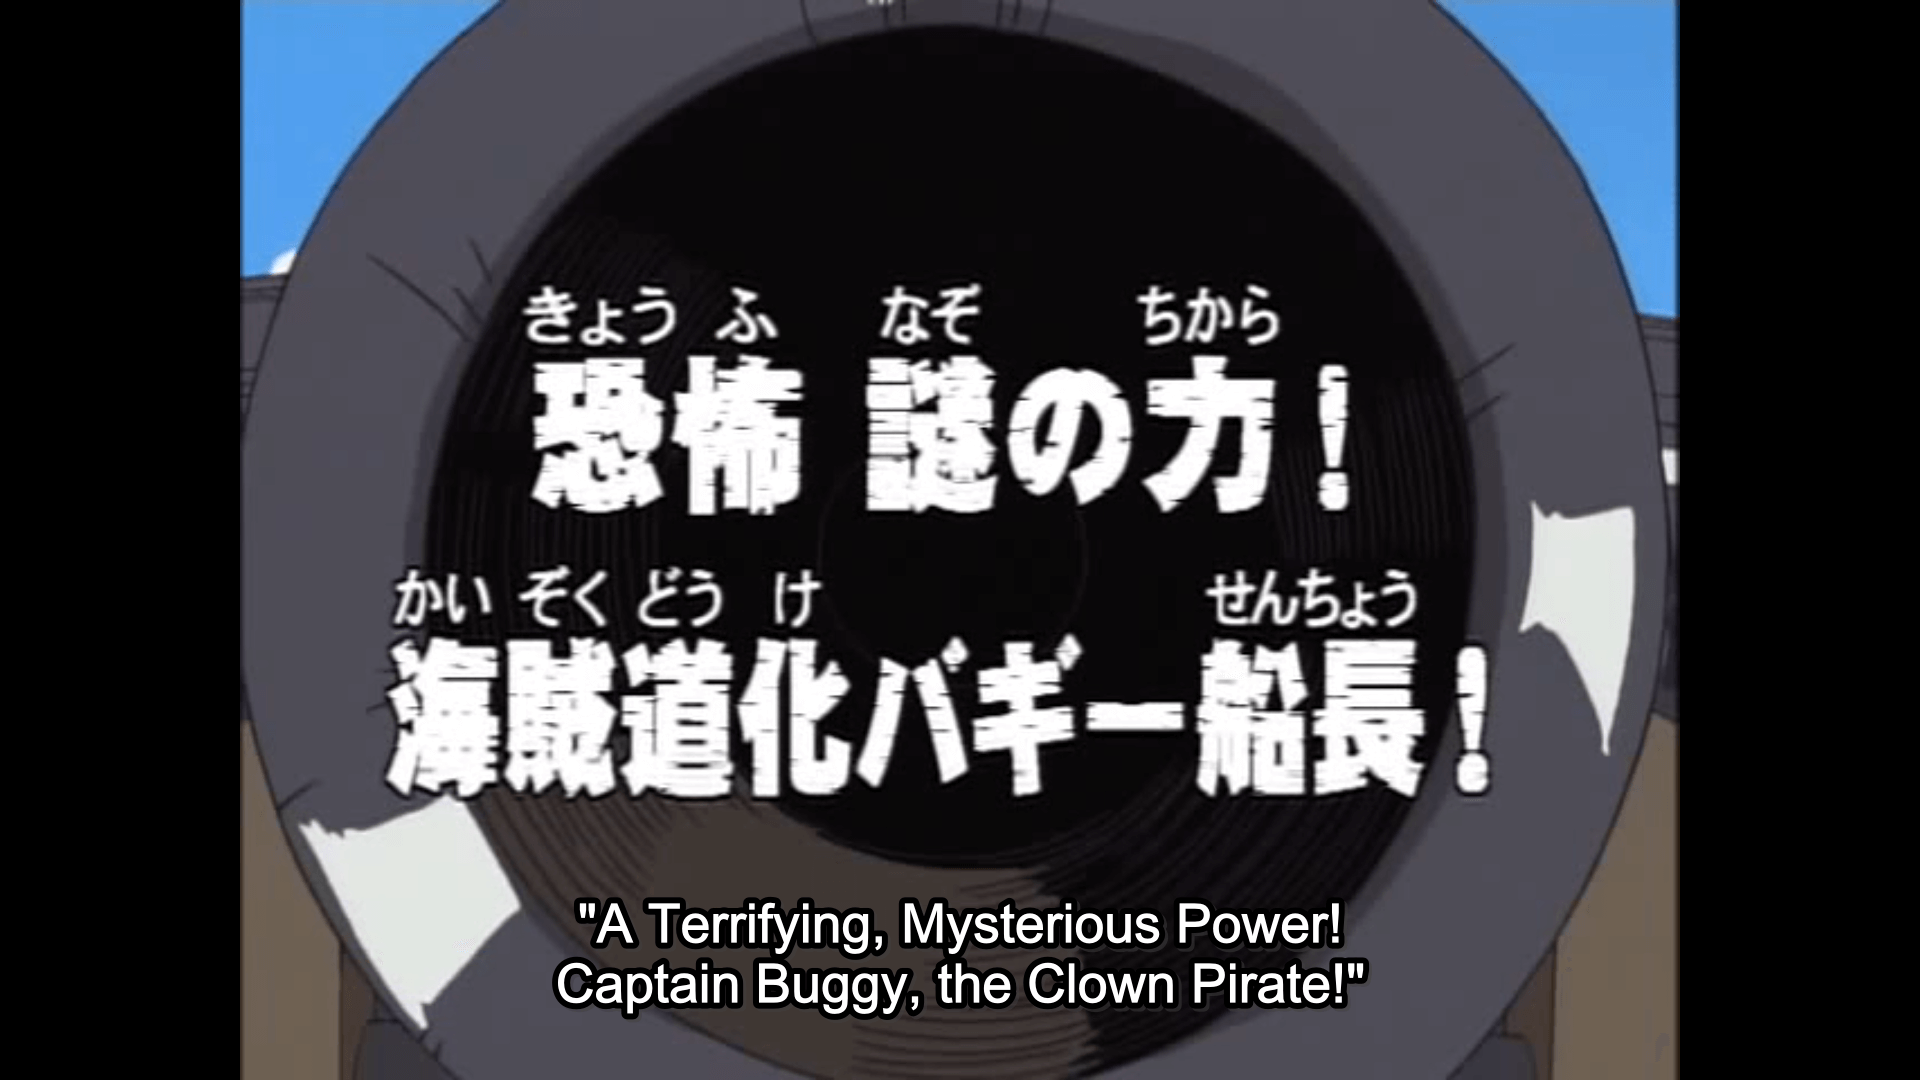 きょう ふ なぞ ちから
恐怖 謎の力!
かい ぞく どう け せんちょう
海賊道化バギー船長!
"A Terrifying, Mysterious Power!
Captain Buggy, the Clown Pirate!"